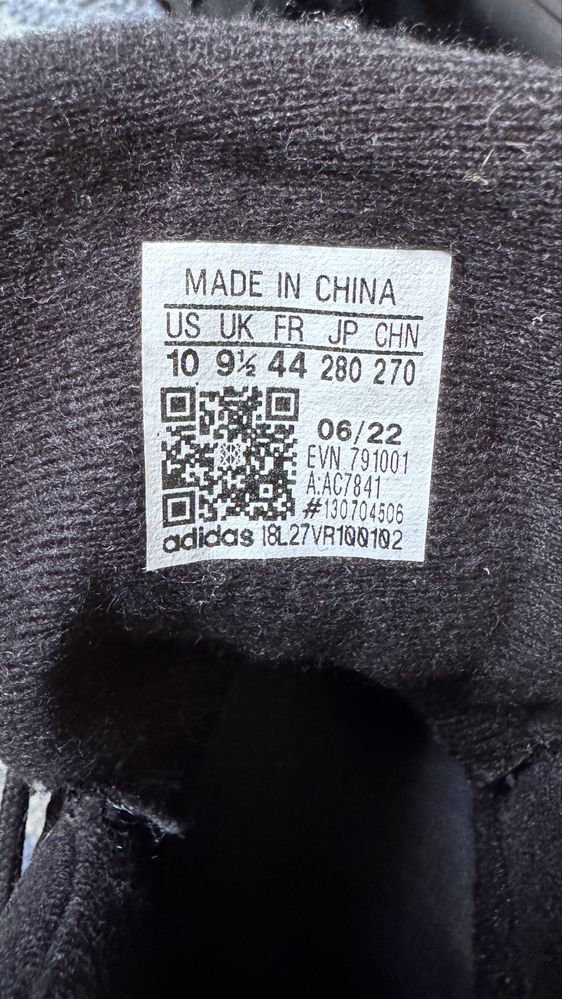 MADE IN CHINA
US UK FR JP CHN
10 9½ 44 280 270
06/22
EVN 791001
A.AC7841
#130704506
adidas 18L27VR100102